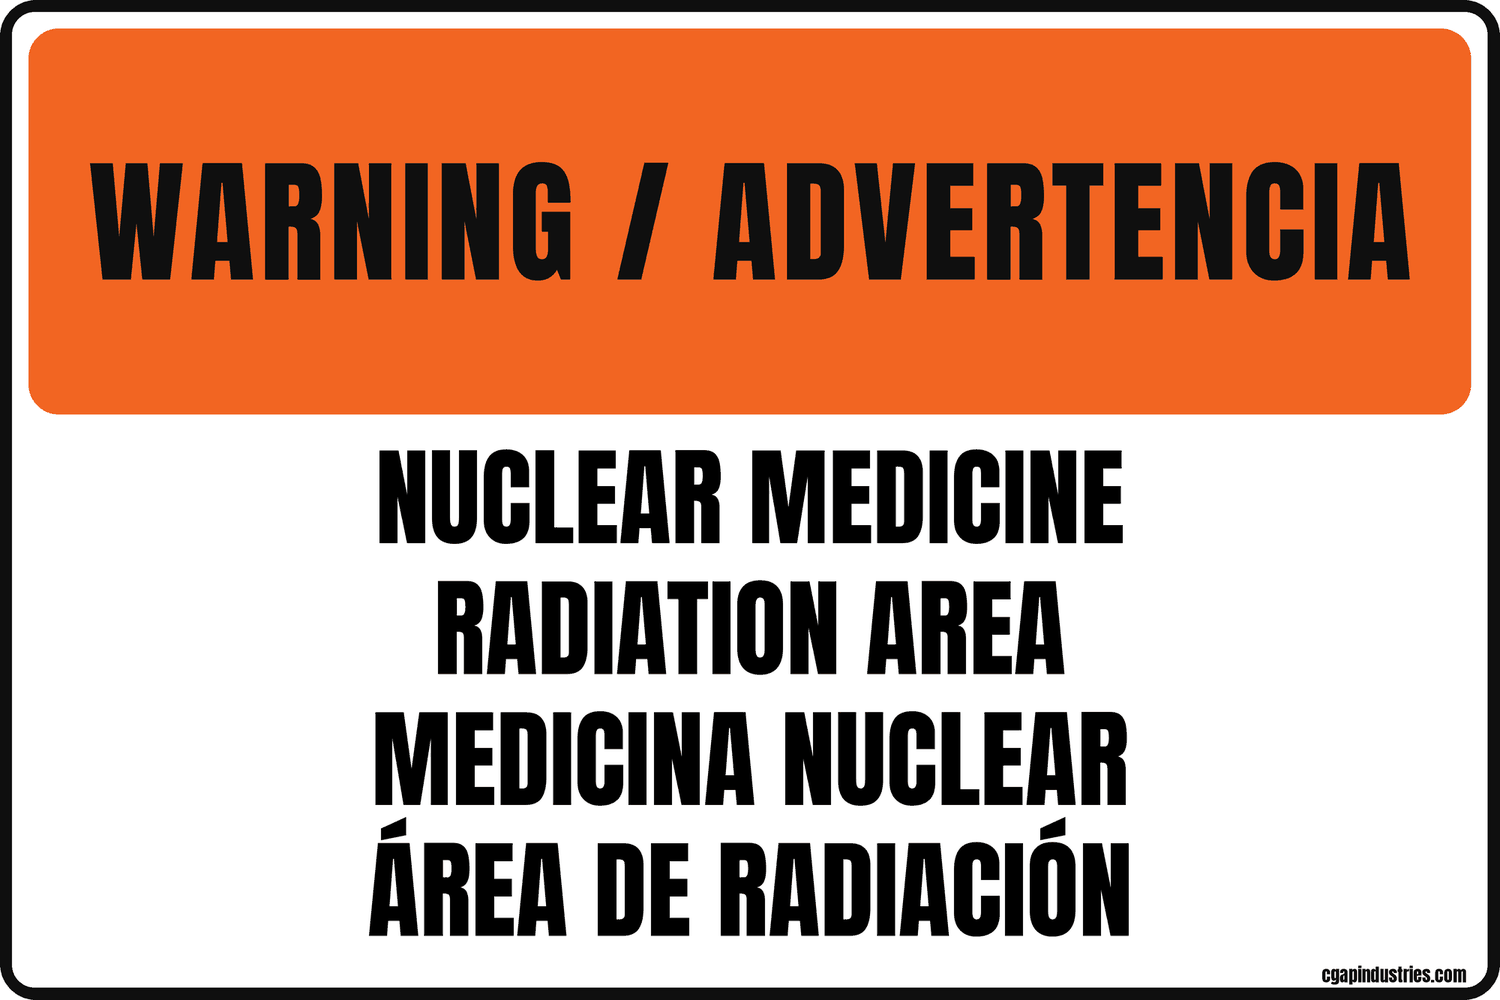 WARNING / ADVERTENCIA
NUCLEAR MEDICINE
RADIATION AREA
MEDICINA NUCLEAR
ÁREA DE RADIACIÓN
cgapindustries.com